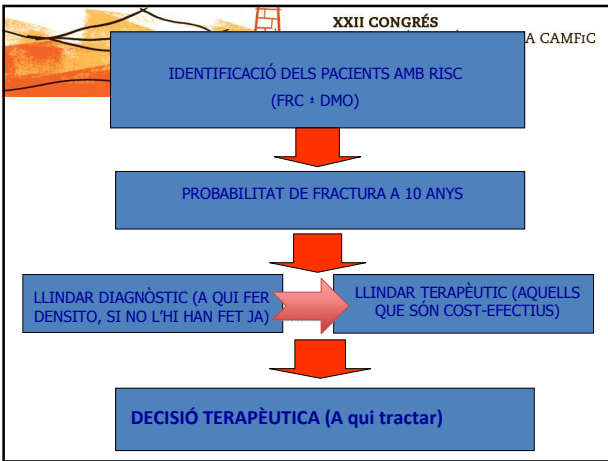 XXII CONGRÉS
A CAMFiC
IDENTIFICACIÓ DELS PACIENTS AMB RISC
(FRC ± DMO)
PROBABILITAT DE FRACTURA A 10 ANYS
LLINDAR DIAGNÒSTIC (A QUI FER
DENSITO, SI NO L'HI HAN FET JA)
LLINDAR TERAPÈUTIC (AQUELLS
QUE SÓN COST-EFECTIUS)
DECISIÓ TERAPÈUTICA (A qui tractar)